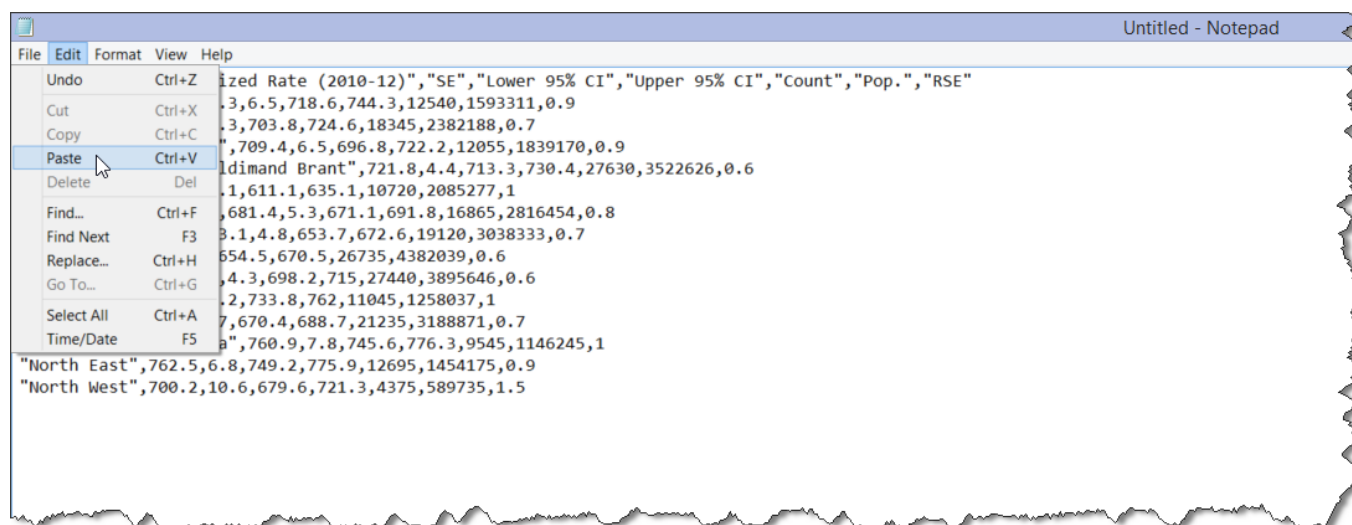 Untitled - Notepad
File Edit Format View Help
Undo Ctrl+Z
Cut Ctrl+X
Copy Ctrl+C
Paste Ctrl+V
Delete Del
Find... Ctrl+F
Find Next F3
Replace... Ctrl+H
Go To... Ctrl+G
Select All Ctrl+A
Time/Date F5
ized Rate (2010-12)","SE","Lower 95% CI","Upper 95% CI","Count","Pop.","RSE"
.3,6.5,718.6,744.3,12540,1593311,0.9
.3,703.8,724.6,18345,2382188,0.7
",709.4,6.5,696.8,722.2,12055,1839170,0.9
ldimand Brant",721.8,4.4,713.3,730.4,27630,3522626,0.6
.1,611.1,635.1,10720,2085277,1
,681.4,5.3,671.1,691.8,16865,2816454,0.8
3.1,4.8,653.7,672.6,19120,3038333,0.7
654.5,670.5,26735,4382039,0.6
,4.3,698.2,715,27440,3895646,0.6
.2,733.8,762,11045,1258037,1
7,670.4,688.7,21235,3188871,0.7
a",760.9,7.8,745.6,776.3,9545,1146245,1
"North East",762.5,6.8,749.2,775.9,12695,1454175,0.9
"North West",700.2,10.6,679.6,721.3,4375,589735,1.5